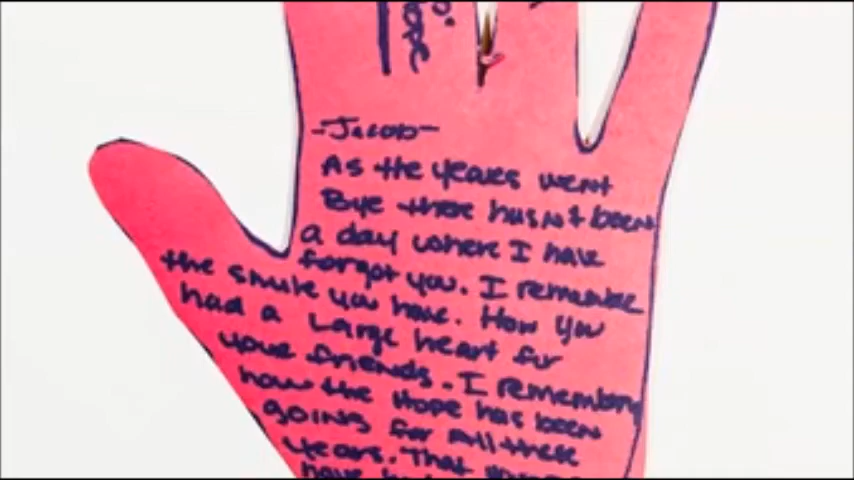 Hope
-Jacob-
As the years went
Bye there hasn't been
a day where I have
forgot you. I remember
the smile you have. How you
had a Large heart for
your friends. I remember
how the Hope has been
going for All these
years. That
have